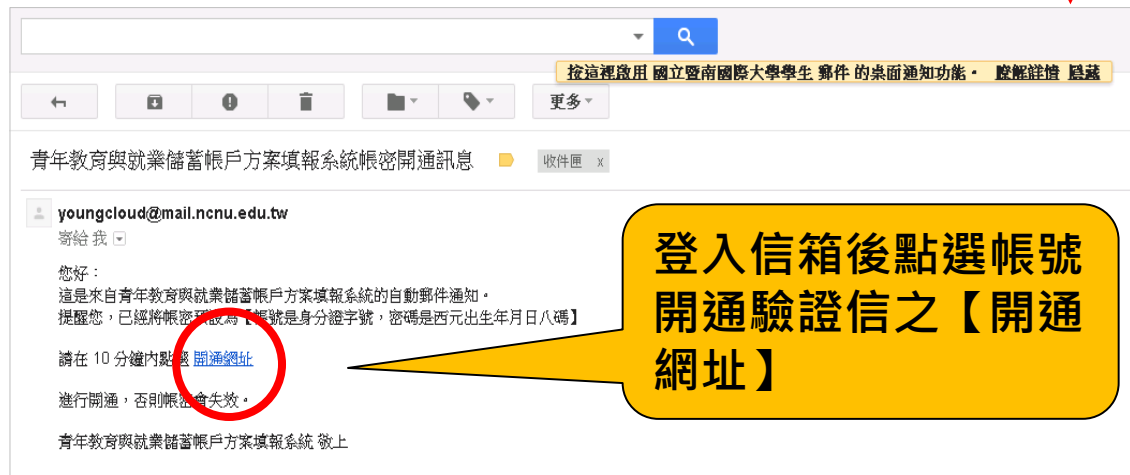 按這裡啟用 國立暨南國際大學學生 郵件 的桌面通知功能。 瞭解詳情 隱藏
更多
青年教育與就業儲蓄帳戶方案填報系統帳密開通訊息 收件匣 x
youngcloud@mail.ncnu.edu.tw
寄給 我
您好：
這是來自青年教育與就業儲蓄帳戶方案填報系統的自動郵件通知。
提醒您，已經將帳密預設為【帳號是身分證字號，密碼是西元出生年月日八碼】
請在 10 分鐘內點選 開通網址
進行開通，否則帳密會失效。
青年教育與就業儲蓄帳戶方案填報系統 敬上
登入信箱後點選帳號
開通驗證信之【開通
網址】